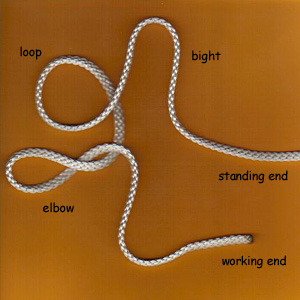 loop
bight
standing end
elbow
working end